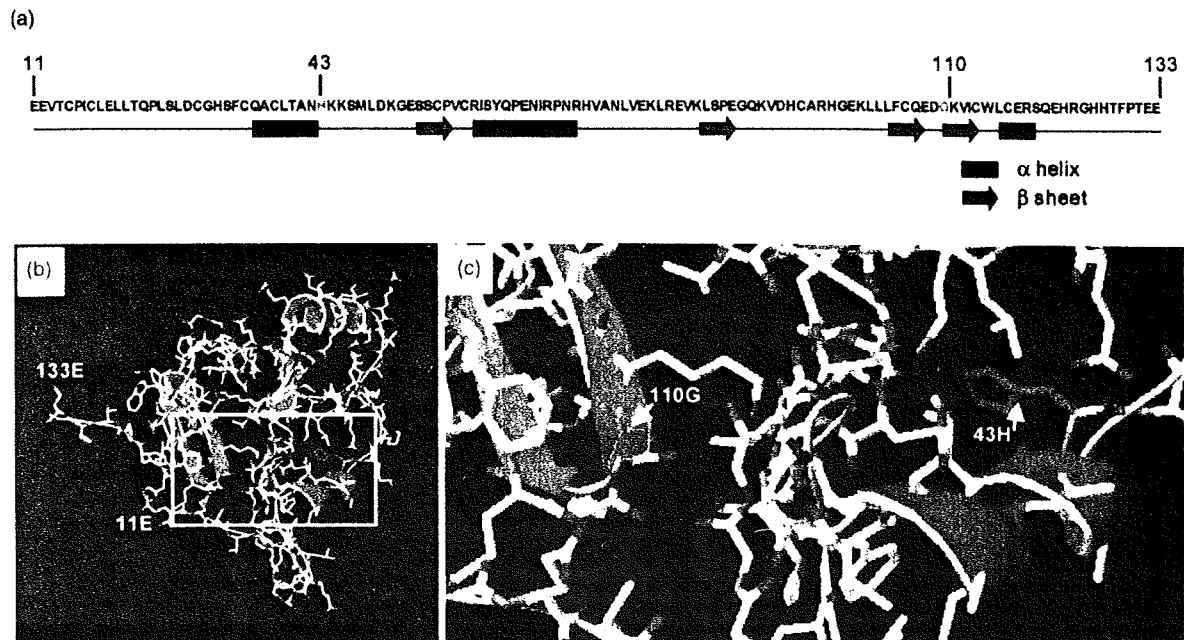 (a)
11 43 110 133
EEVTCPICLELLTQPLSLDCGHSFCQACLTANHKKSMLDKGESSCPVCRISYQPENIRPNRHVANLVEKLREVKLSPEGQKVDHCARHGEKLLLFCQEDGKVICWLCERSQEHRGHHTFPTEE
α helix
β sheet
(b)
133E
11E
(c)
110G
43H